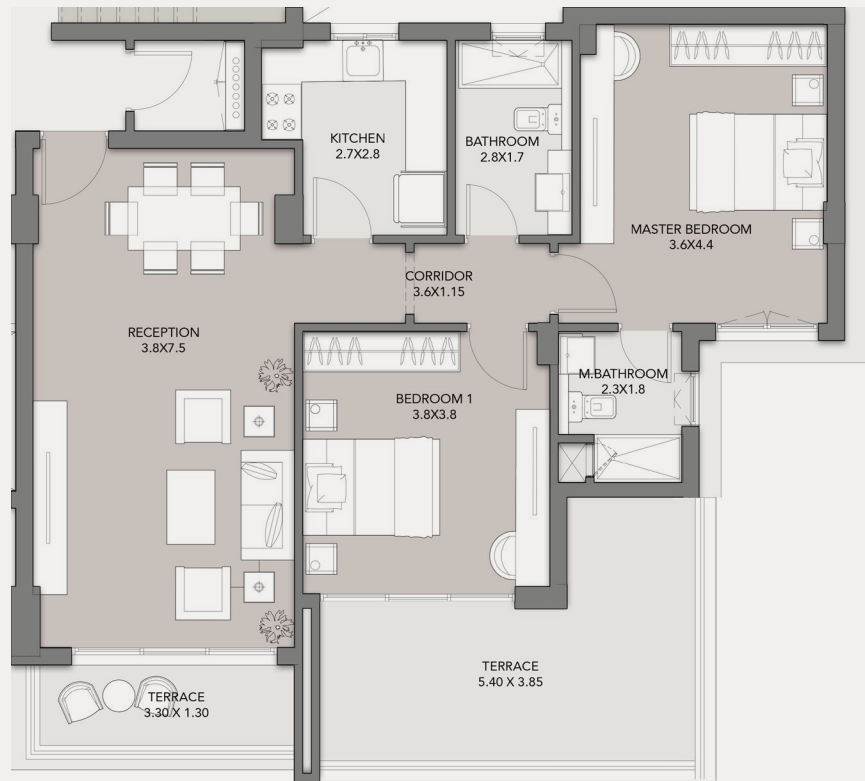 KITCHEN
2.7X2.8
BATHROOM
2.8X1.7
MASTER BEDROOM
3.6X4.4
CORRIDOR
3.6X1.15
RECEPTION
3.8X7.5
M.BATHROOM
2.3X1.8
BEDROOM 1
3.8X3.8
TERRACE
5.40 X 3.85
TERRACE
3.30 X 1.30